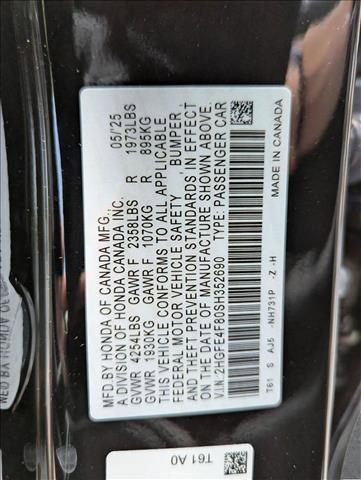 MFD.BY HONDA OF CANADA MFG.,
A DIVISION OF HONDA CANADA INC. 05/'25
GVWR 4254LBS GAWR F 2358LBS R 1973LBS
GVWR 1930KG GAWR F 1070KG R 895KG
THIS VEHICLE CONFORMS TO ALL APPLICABLE
FEDERAL MOTOR VEHICLE SAFETY, BUMPER,
AND THEFT PREVENTION STANDARDS IN EFFECT
ON THE DATE OF MANUFACTURE SHOWN ABOVE.
V.I.N.:2HGFE4F80SH352690 TYPE: PASSENGER CAR
T61 S AJ5 -NH731P -Z -H MADE IN CANADA
T61 A0